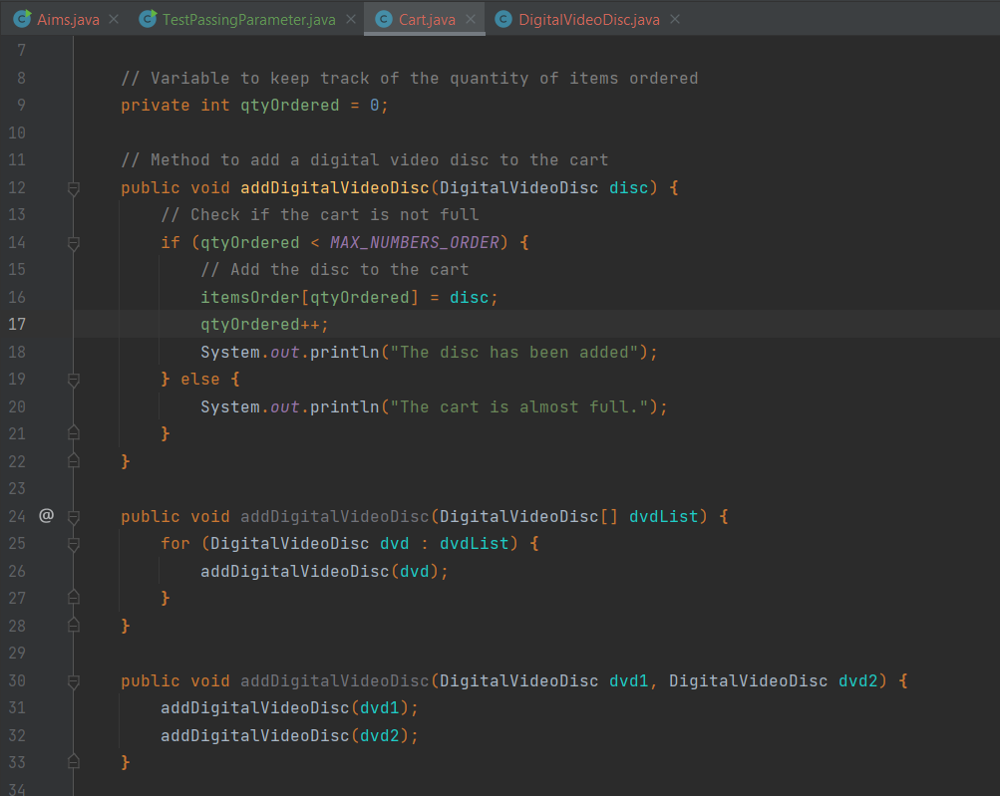 Aims.java TestPassingParameter.java Cart.java DigitalVideoDisc.java
7
8 // Variable to keep track of the quantity of items ordered
9 private int qtyOrdered = 0;
10
11 // Method to add a digital video disc to the cart
12 public void addDigitalVideoDisc(DigitalVideoDisc disc) {
13 // Check if the cart is not full
14 if (qtyOrdered < MAX_NUMBERS_ORDER) {
15 // Add the disc to the cart
16 itemsOrder[qtyOrdered] = disc;
17 qtyOrdered++;
18 System.out.println("The disc has been added");
19 } else {
20 System.out.println("The cart is almost full.");
21 }
22 }
23
24 @ public void addDigitalVideoDisc(DigitalVideoDisc[] dvdList) {
25 for (DigitalVideoDisc dvd : dvdList) {
26 addDigitalVideoDisc(dvd);
27 }
28 }
29
30 public void addDigitalVideoDisc(DigitalVideoDisc dvd1, DigitalVideoDisc dvd2) {
31 addDigitalVideoDisc(dvd1);
32 addDigitalVideoDisc(dvd2);
33 }
34